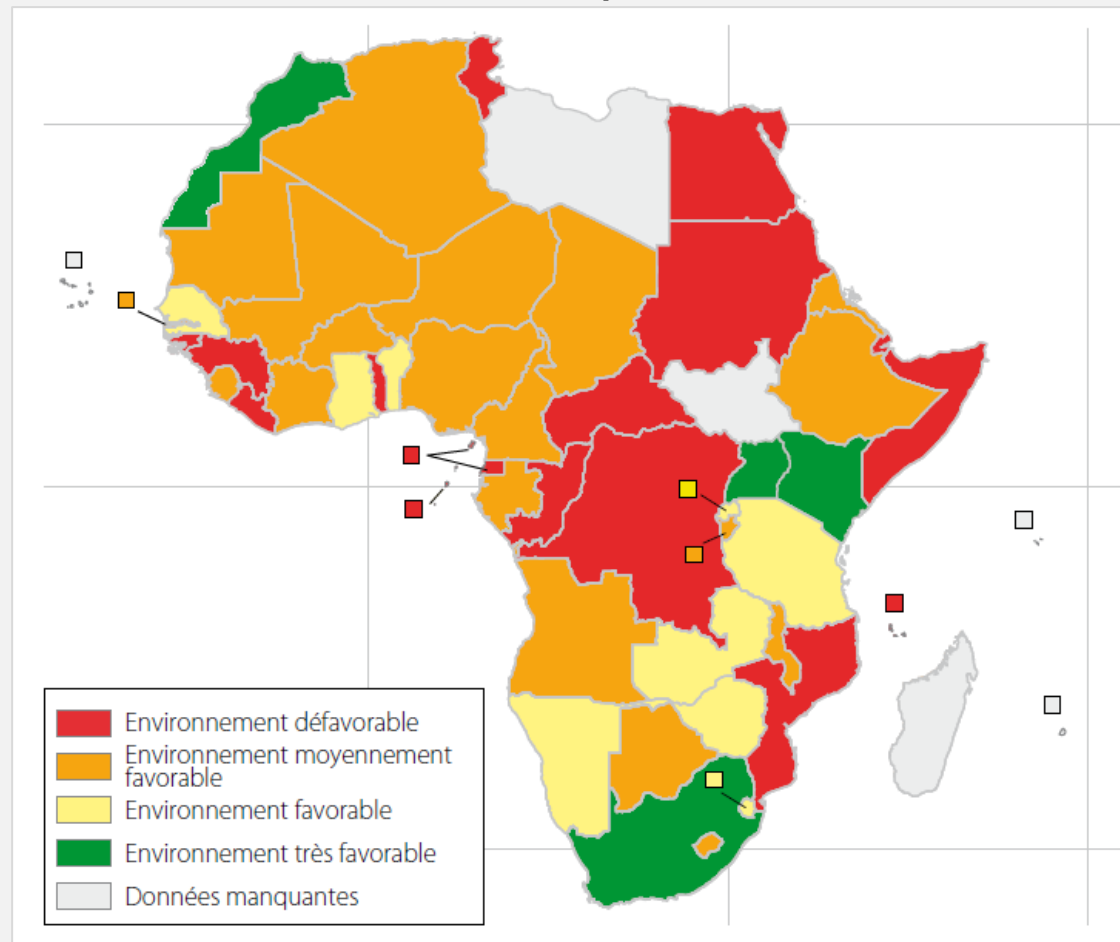 Environnement défavorable
Environnement moyennement
favorable
Environnement favorable
Environnement très favorable
Données manquantes